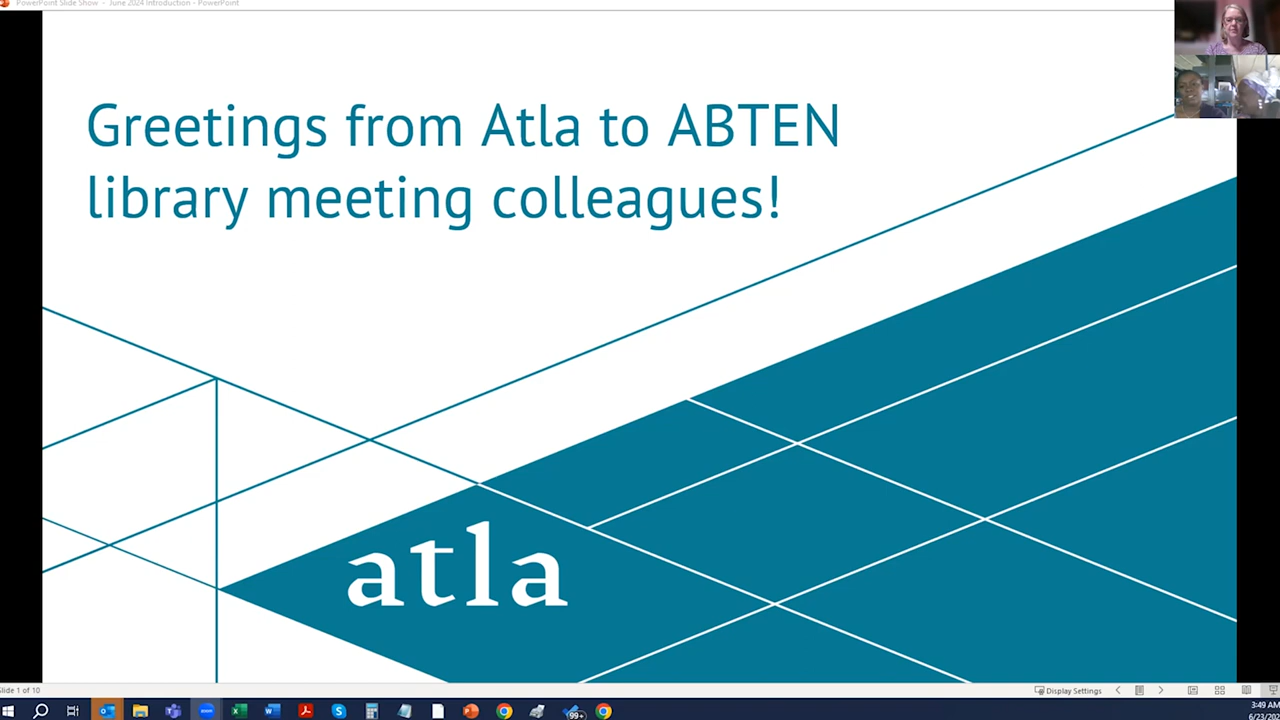 PowerPoint Slide Show - June 2024 Introduction - PowerPoint
Greetings from Atla to ABTEN
library meeting colleagues!
atla
Slide 1 of 10
Display Settings
99+
3:49 AM